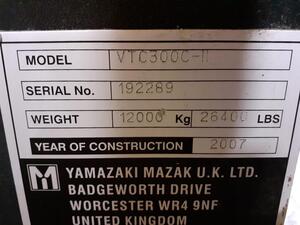 MODEL VTC300C-II
SERIAL No. 192289
WEIGHT 12000 Kg 26400 LBS
YEAR OF CONSTRUCTION 2007
M YAMAZAKI MAZAK U.K. LTD.
BADGEWORTH DRIVE
WORCESTER WR4 9NF
UNITED KINGDOM